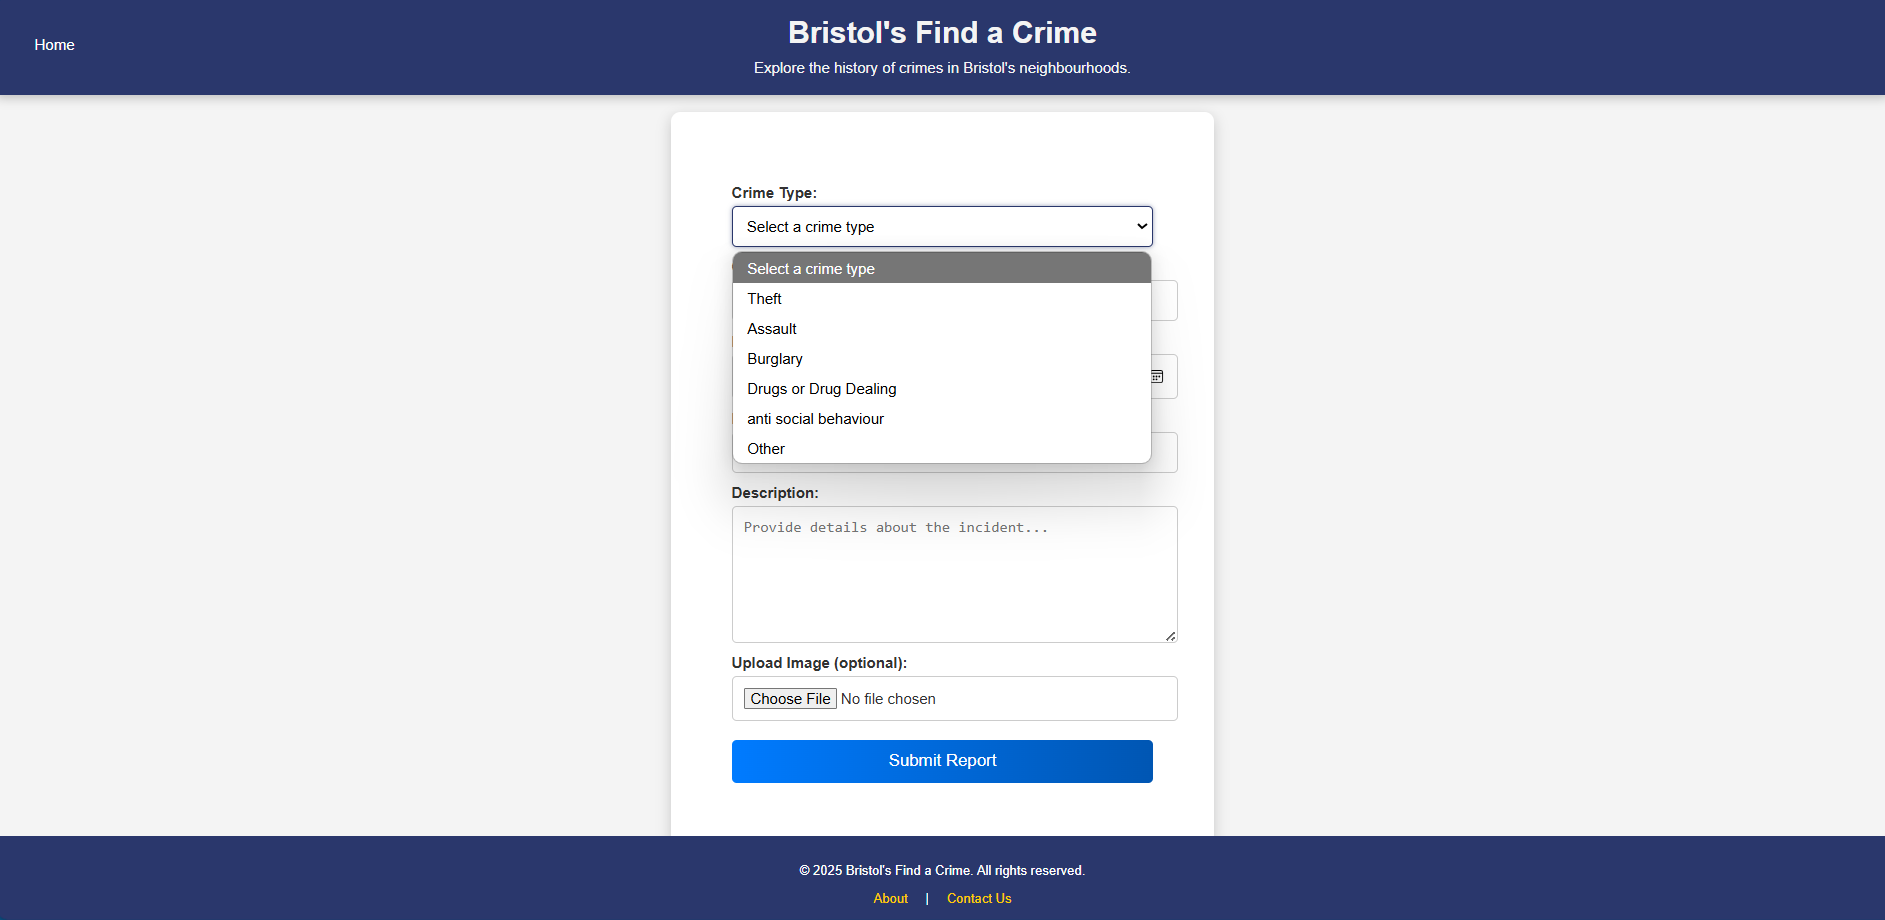 Home
Bristol's Find a Crime
Explore the history of crimes in Bristol's neighbourhoods.
Crime Type:
Select a crime type
Select a crime type
Theft
Assault
Burglary
Drugs or Drug Dealing
anti social behaviour
Other
Description:
Provide details about the incident...
Upload Image (optional):
Choose File No file chosen
Submit Report
© 2025 Bristol's Find a Crime. All rights reserved.
About | Contact Us